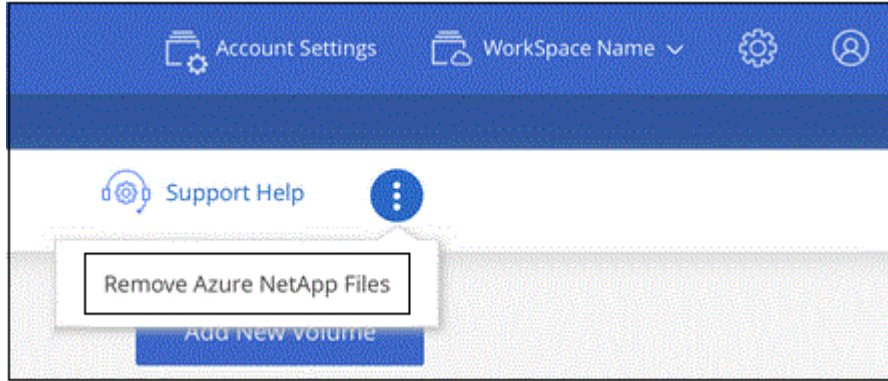 Account Settings
WorkSpace Name
Support Help
Remove Azure NetApp Files
Add New Volume